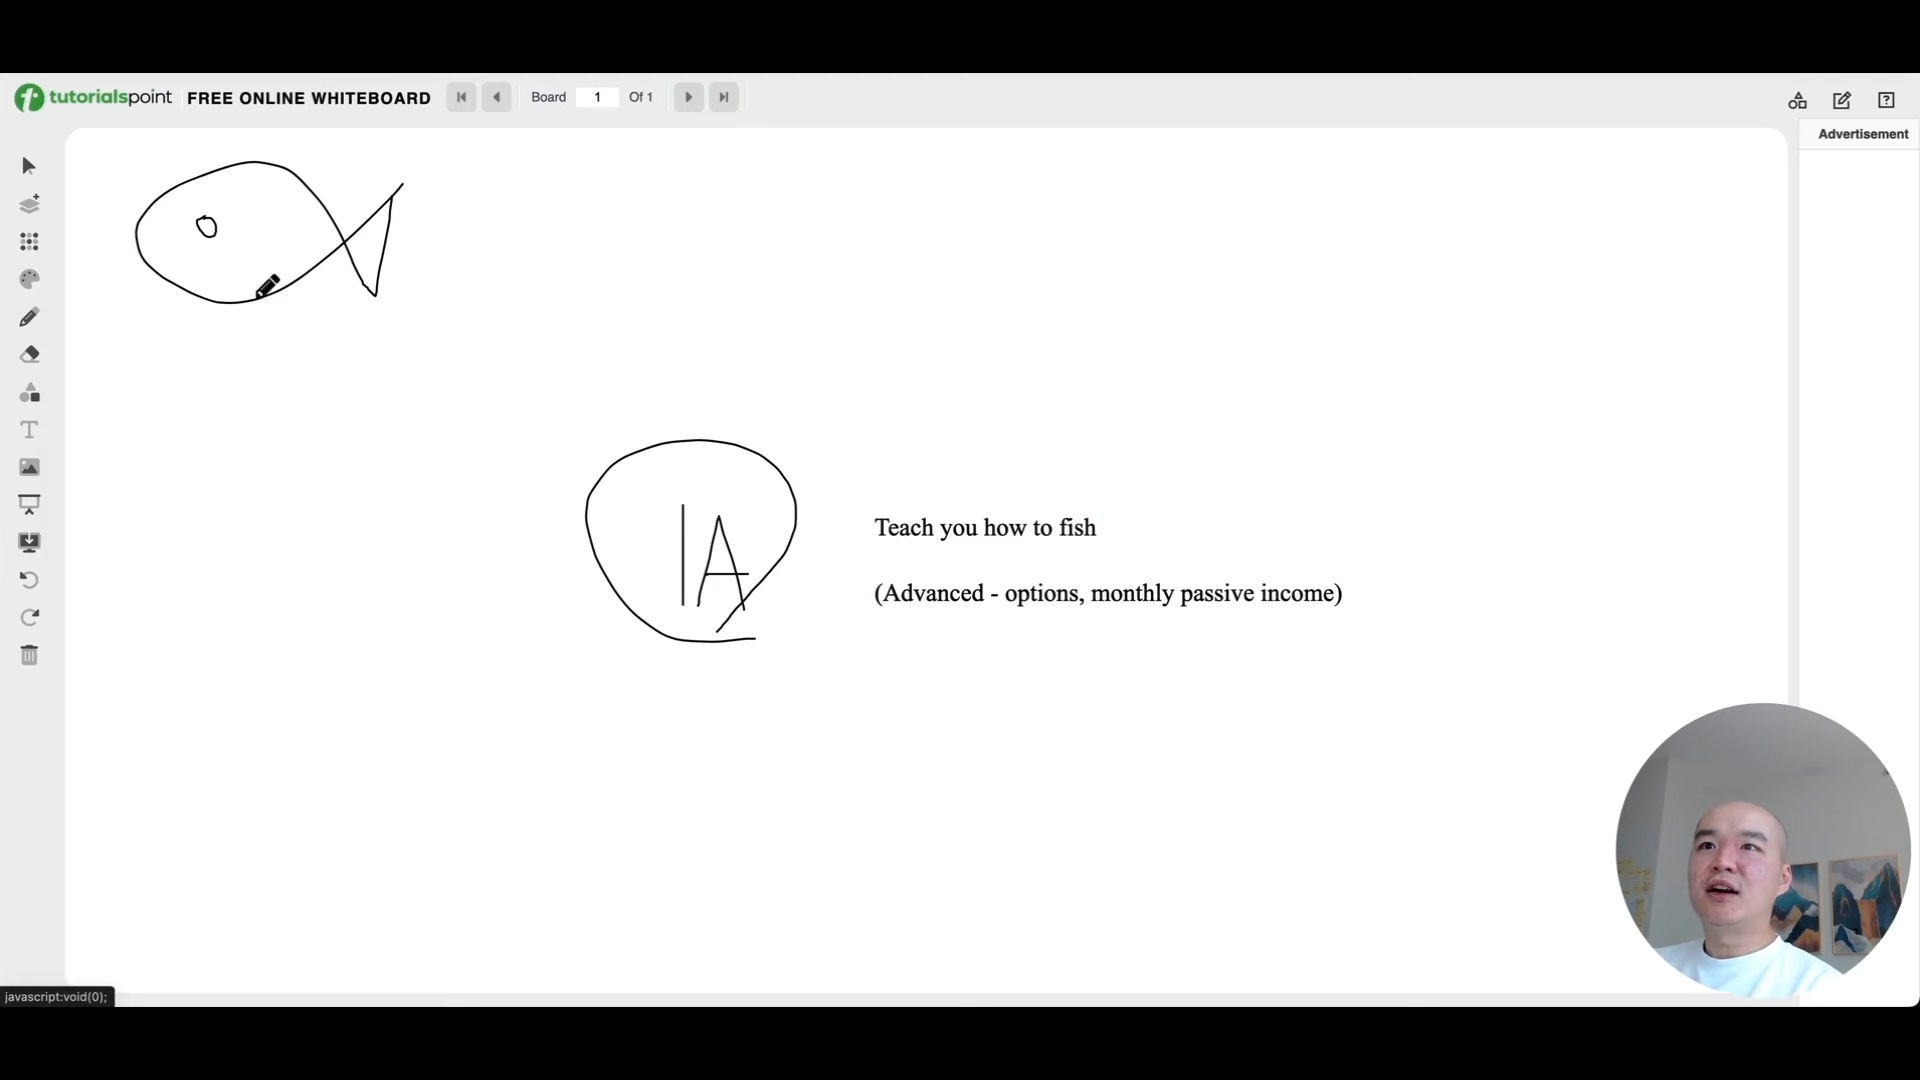 tutorialspoint FREE ONLINE WHITEBOARD Board 1 Of 1
Advertisement
IA
Teach you how to fish
(Advanced - options, monthly passive income)
javascript:void(0);